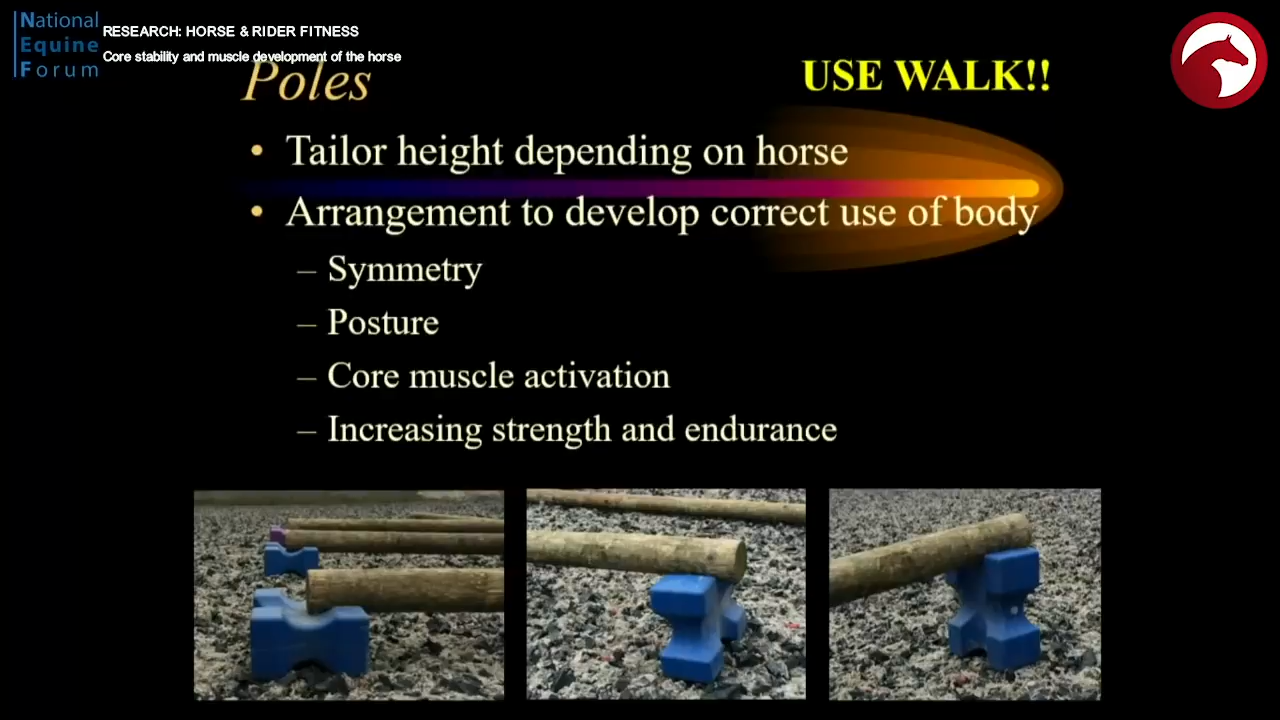 National
Equine
Forum
RESEARCH: HORSE & RIDER FITNESS
Core stability and muscle development of the horse
Poles
USE WALK!!
• Tailor height depending on horse
• Arrangement to develop correct use of body
– Symmetry
– Posture
– Core muscle activation
– Increasing strength and endurance